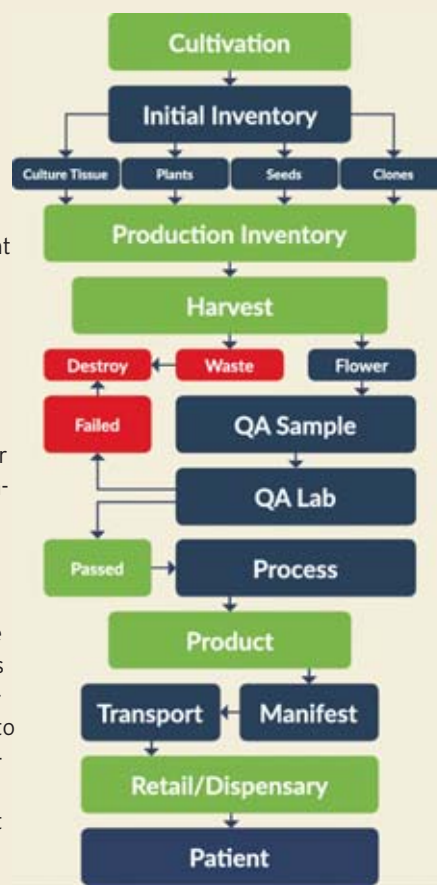 Cultivation
Initial Inventory
Culture Tissue Plants Seeds Clones
Production Inventory
Harvest
Destroy Waste Flower
Failed QA Sample
QA Lab
Passed Process
Product
Transport Manifest
to
Retail/Dispensary
Patient